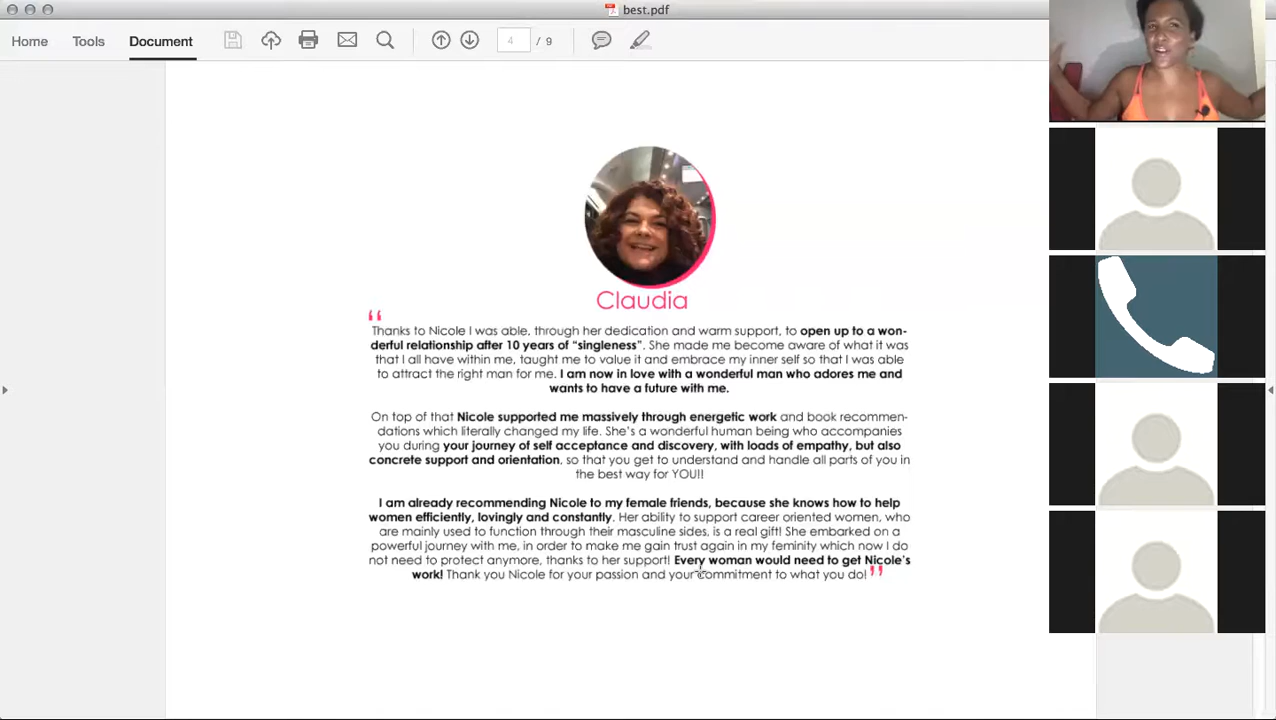 best.pdf
Home Tools Document 4 / 9
Claudia
“
Thanks to Nicole I was able, through her dedication and warm support, to open up to a won-
derful relationship after 10 years of “singleness”. She made me become aware of what it was
that I all have within me, taught me to value it and embrace my inner self so that I was able
to attract the right man for me. I am now in love with a wonderful man who adores me and
wants to have a future with me.
On top of that Nicole supported me massively through energetic work and book recommen-
dations which literally changed my life. She’s a wonderful human being who accompanies
you during your journey of self acceptance and discovery, with loads of empathy, but also
concrete support and orientation, so that you get to understand and handle all parts of you in
the best way for YOU!!
I am already recommending Nicole to my female friends, because she knows how to help
women efficiently, lovingly and constantly. Her ability to support career oriented women, who
are mainly used to function through their masculine sides, is a real gift! She embarked on a
powerful journey with me, in order to make me gain trust again in my feminity which now I do
not need to protect anymore, thanks to her support! Every woman would need to get Nicole’s
work! Thank you Nicole for your passion and your commitment to what you do! ”